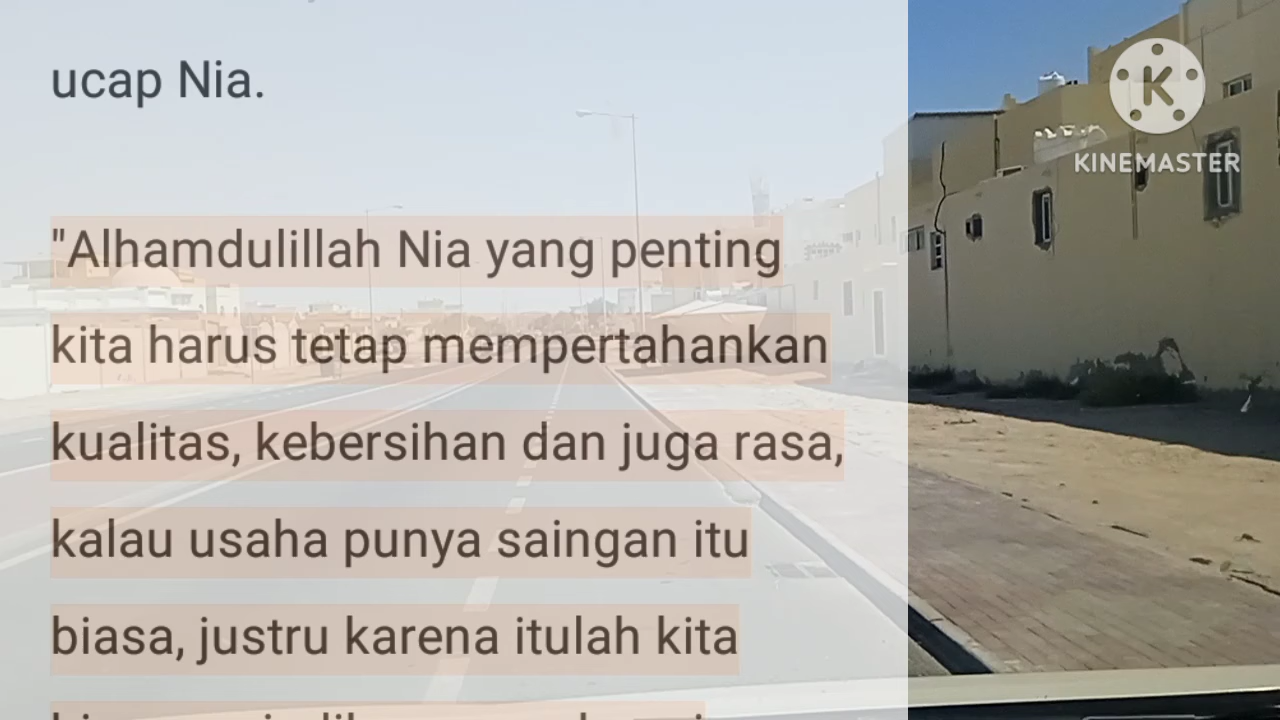 ucap Nia.
"Alhamdulillah Nia yang penting
kita harus tetap mempertahankan
kualitas, kebersihan dan juga rasa,
kalau usaha punya saingan itu
biasa, justru karena itulah kita
KINEMASTER